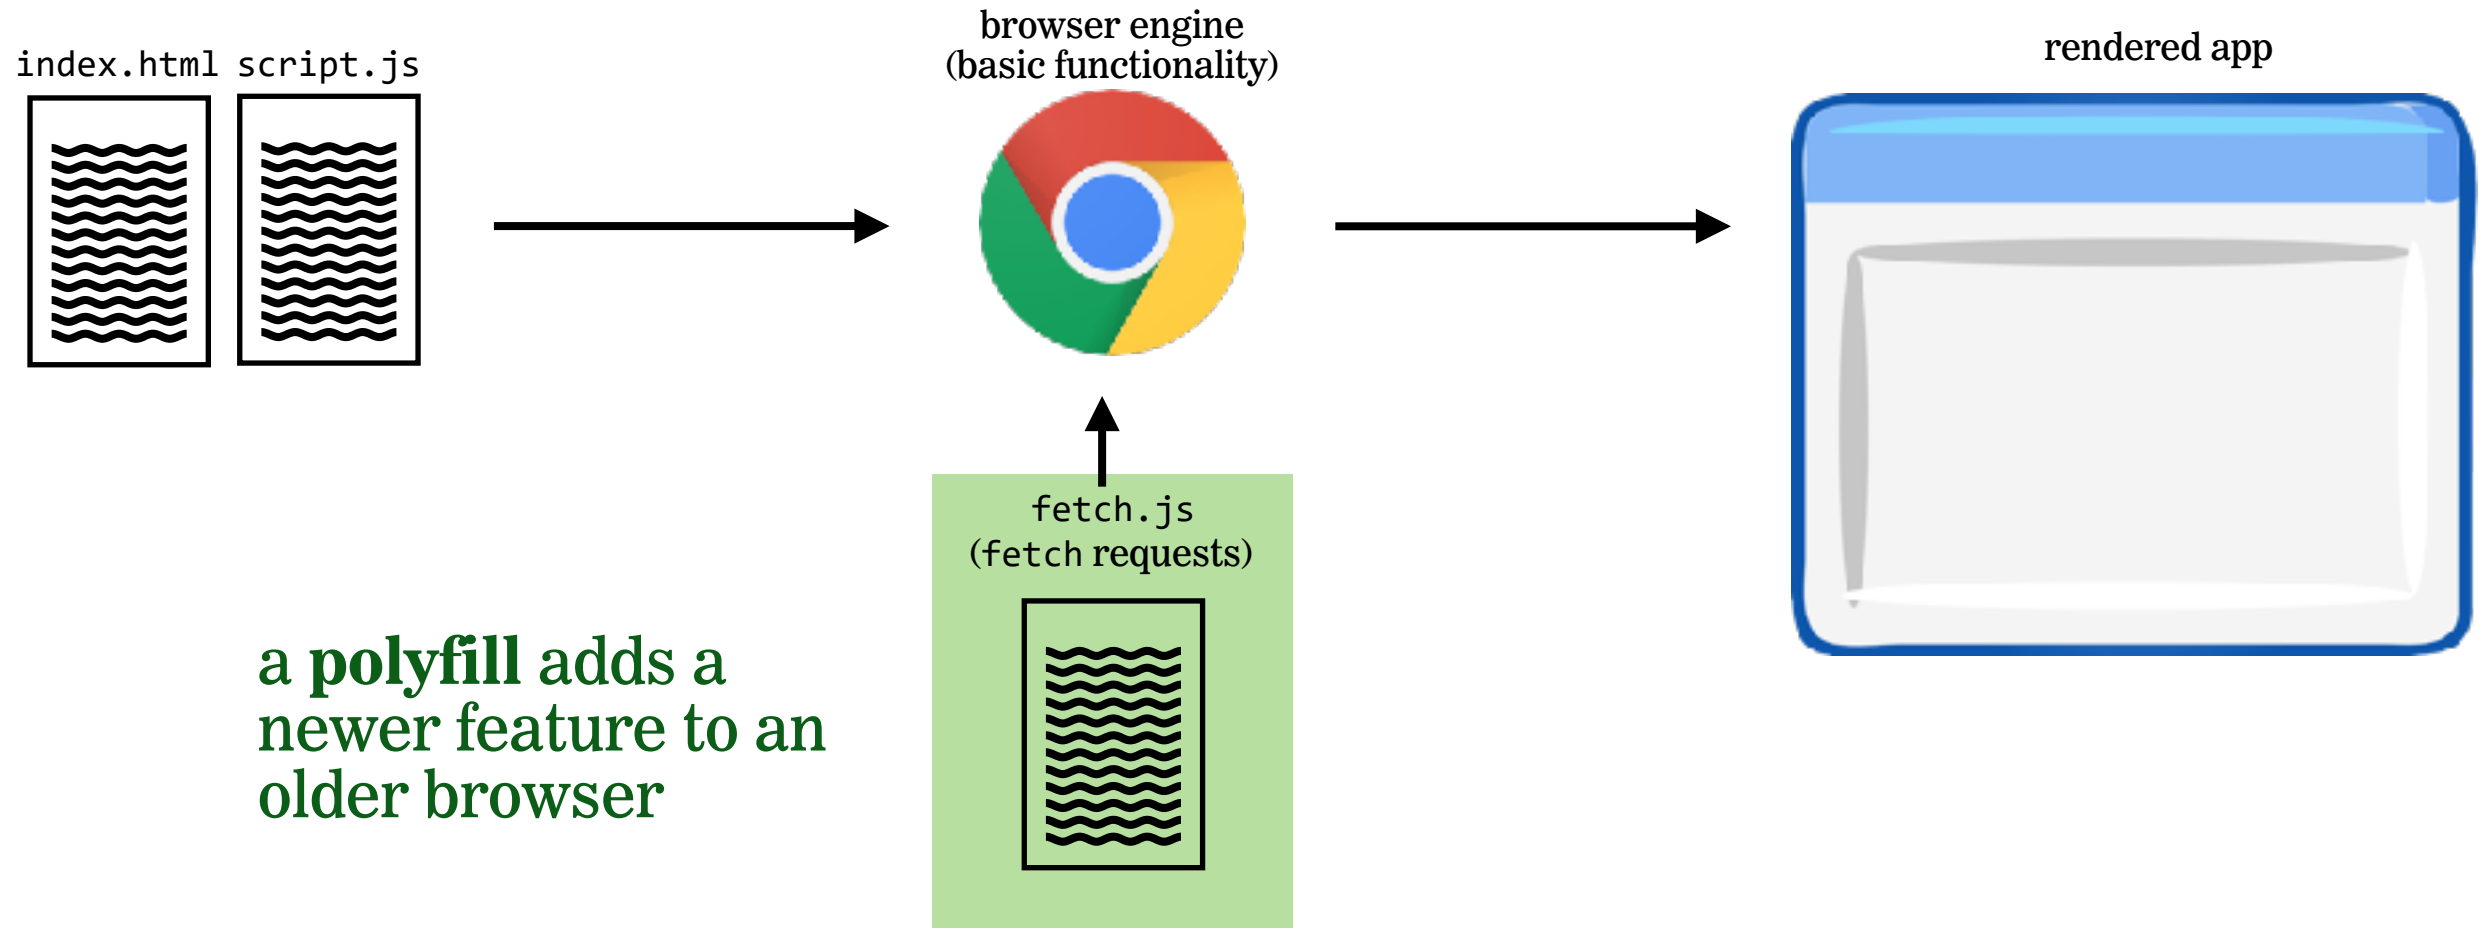 index.html script.js
browser engine
(basic functionality)
rendered app
fetch.js
(fetch requests)
a polyfill adds a
newer feature to an
older browser